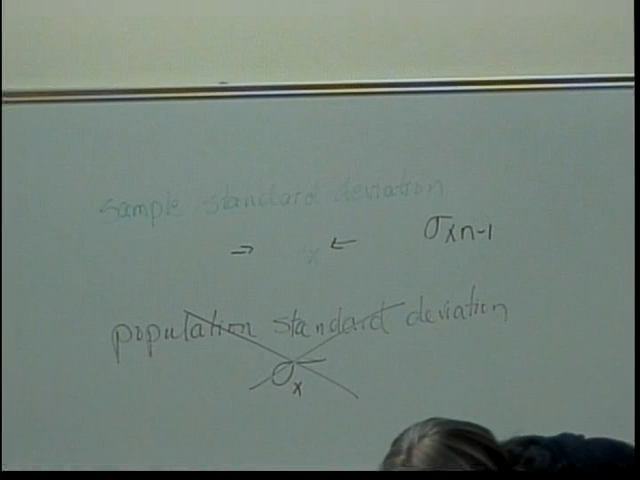 sample standard deviation
→ x ← σxn-1
population standard deviation
σx